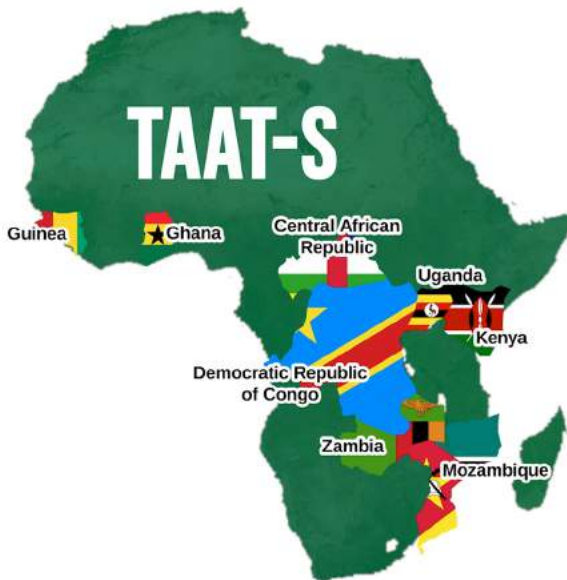 TAAT-S
Guinea
Ghana
Central African
Republic
Uganda
Kenya
Democratic Republic
of Congo
Zambia
Mozambique